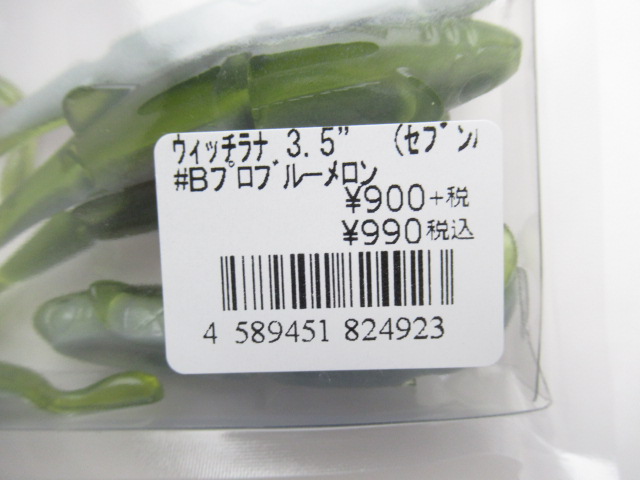 ウィッチラナ 3.5" (セブン
#Bプロブルーメロン
¥900+税
¥990税込
4 589451 824923